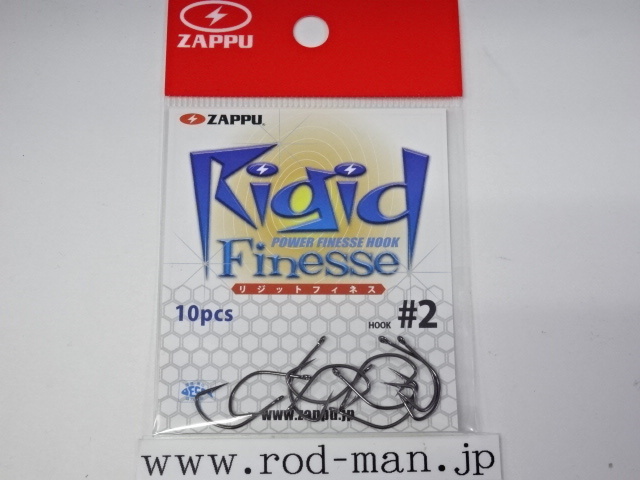 ZAPPU
ZAPPU
Rigid
POWER FINESSE HOOK
Finesse
リジットフィネス
10pcs
HOOK #2
www.zappu.jp
www.rod-man.jp